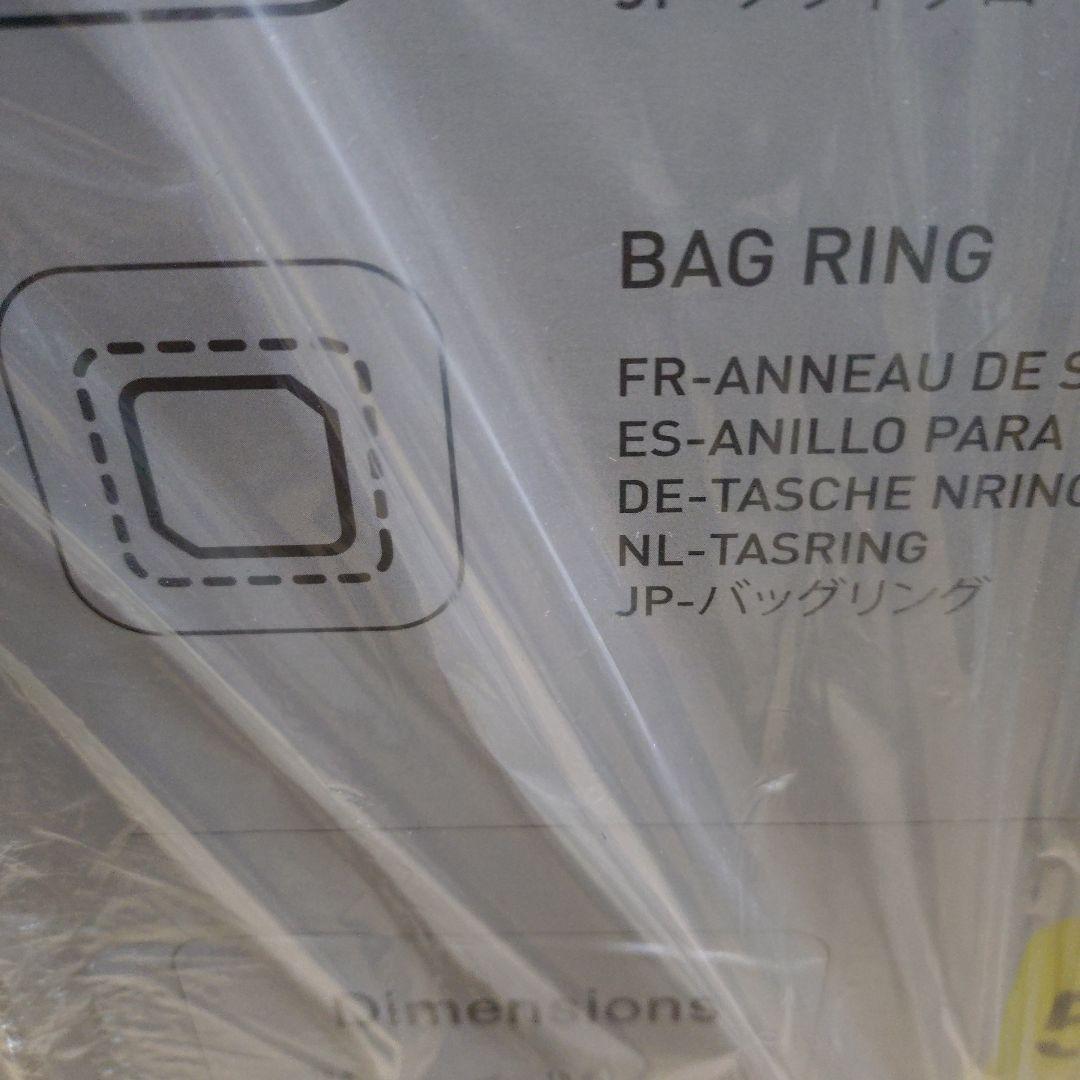 BAG RING
FR-ANNEAU DE
ES-ANILLO PARA
DE-TASCHE NRING
NL-TASRING
JP-バッグリング
Dimensions
5